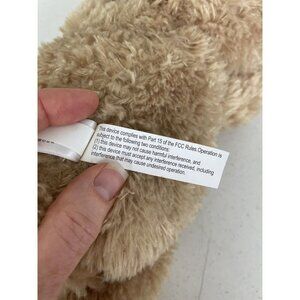 This device complies with Part 15 of the FCC Rules.Operation is
subject to the following two conditions:
(1) this device may not cause harmful interference, and
(2) this device must accept any interference received, including
interference that may cause undesired operation.